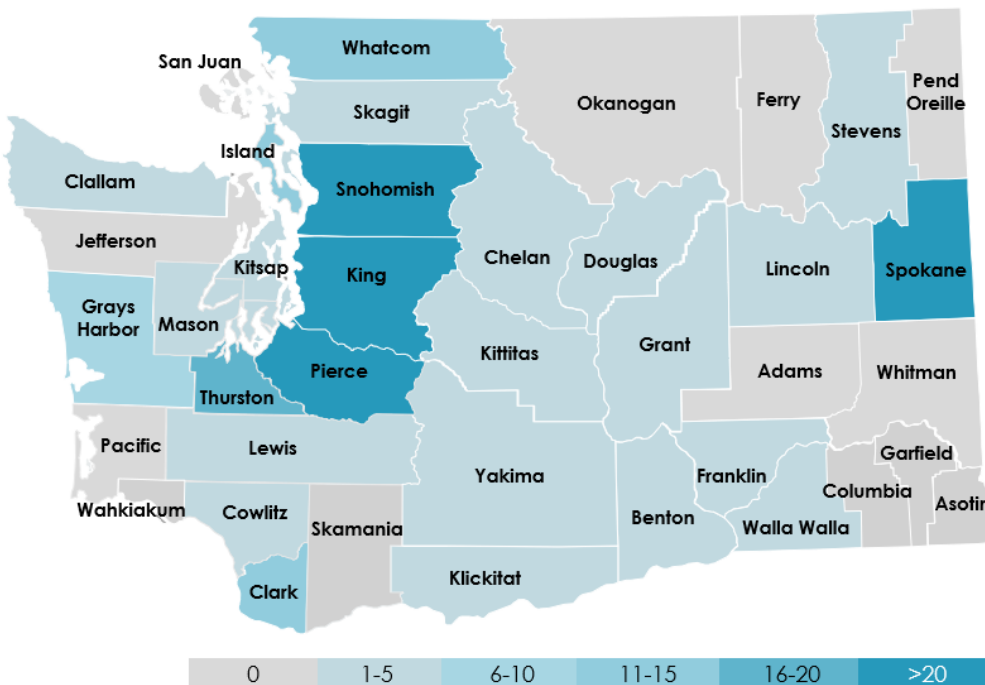 Whatcom
San Juan
Skagit
Okanogan
Ferry
Pend
Oreille
Stevens
Island
Clallam
Snohomish
Jefferson
Kitsap
King
Chelan
Douglas
Lincoln
Spokane
Grays
Harbor
Mason
Kittitas
Grant
Adams
Whitman
Thurston
Pierce
Pacific
Lewis
Yakima
Franklin
Garfield
Columbia
Asotin
Wahkiakum
Cowlitz
Skamania
Benton
Walla Walla
Clark
Klickitat
0 1-5 6-10 11-15 16-20 >20